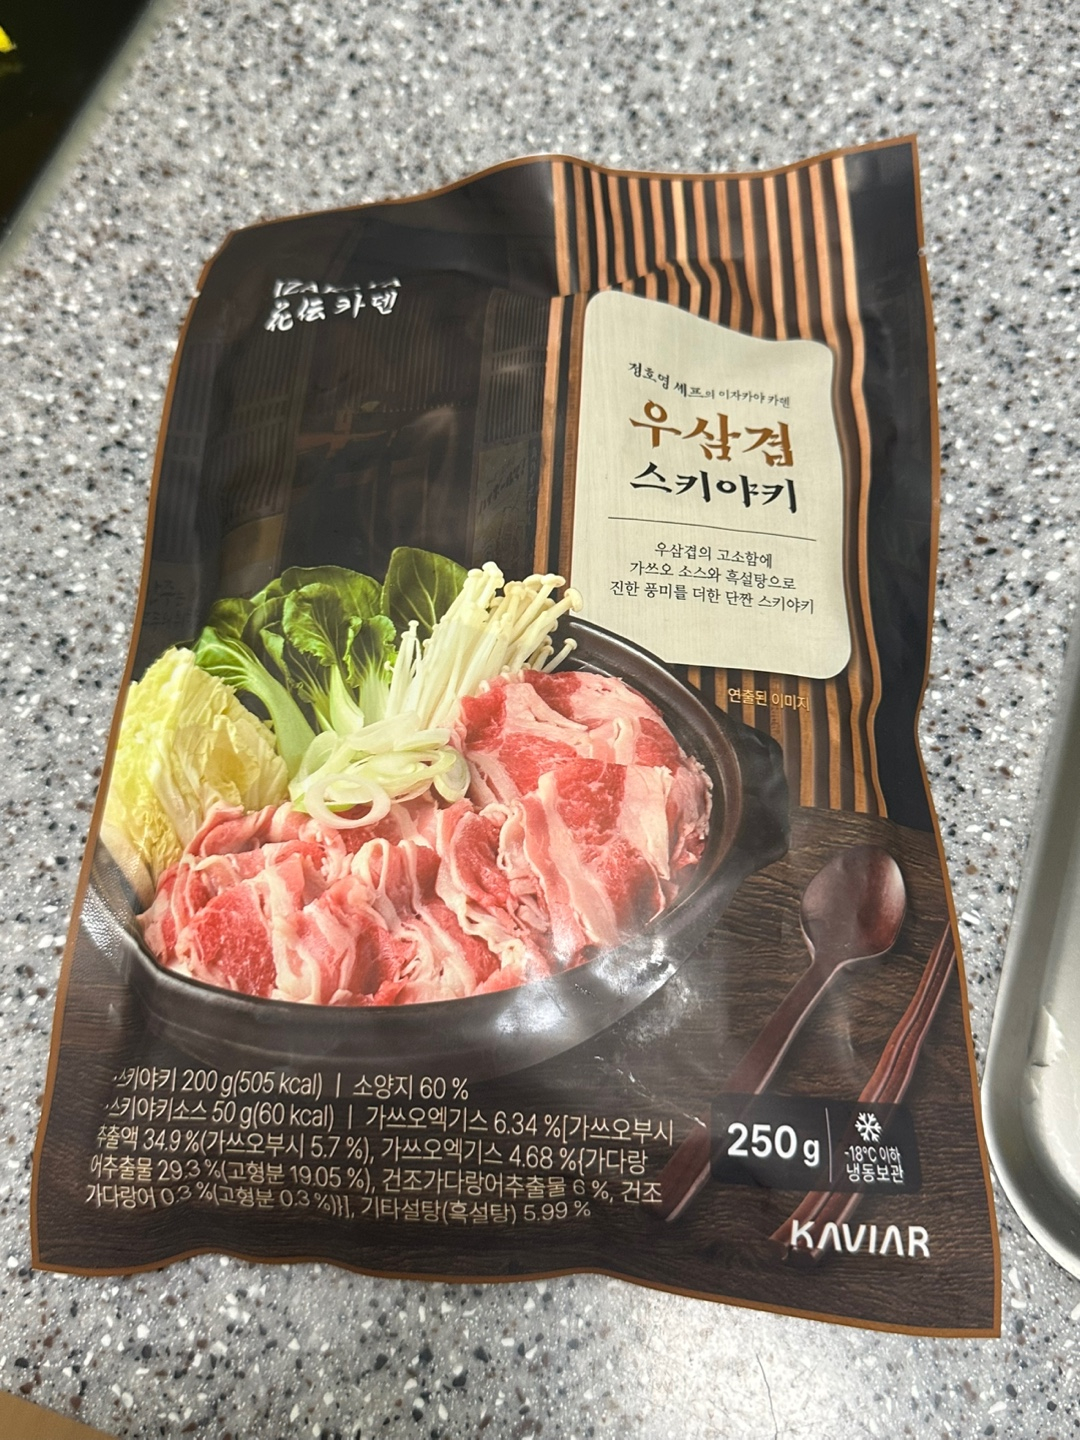 花伝 카덴
정호영 셰프의 이자카야 카덴
우삼겹
스키야키
우삼겹의 고소함에
가쓰오 소스와 흑설탕으로
진한 풍미를 더한 단짠 스키야키
연출된 이미지
스키야키 200 g(505 kcal) | 소양지 60 %
스키야키소스 50 g(60 kcal) | 가쓰오엑기스 6.34 %[가쓰오부시
추출액 34.9 %(가쓰오부시 5.7 %), 가쓰오엑기스 4.68 %{가다랑
어추출물 29.3 %(고형분 19.05 %), 건조가다랑어추출물 6 %, 건조
가다랑어 0.3 %(고형분 0.3 %)}], 기타설탕(흑설탕) 5.99 %
250 g
-18°C 이하
냉동보관
KAVIAR